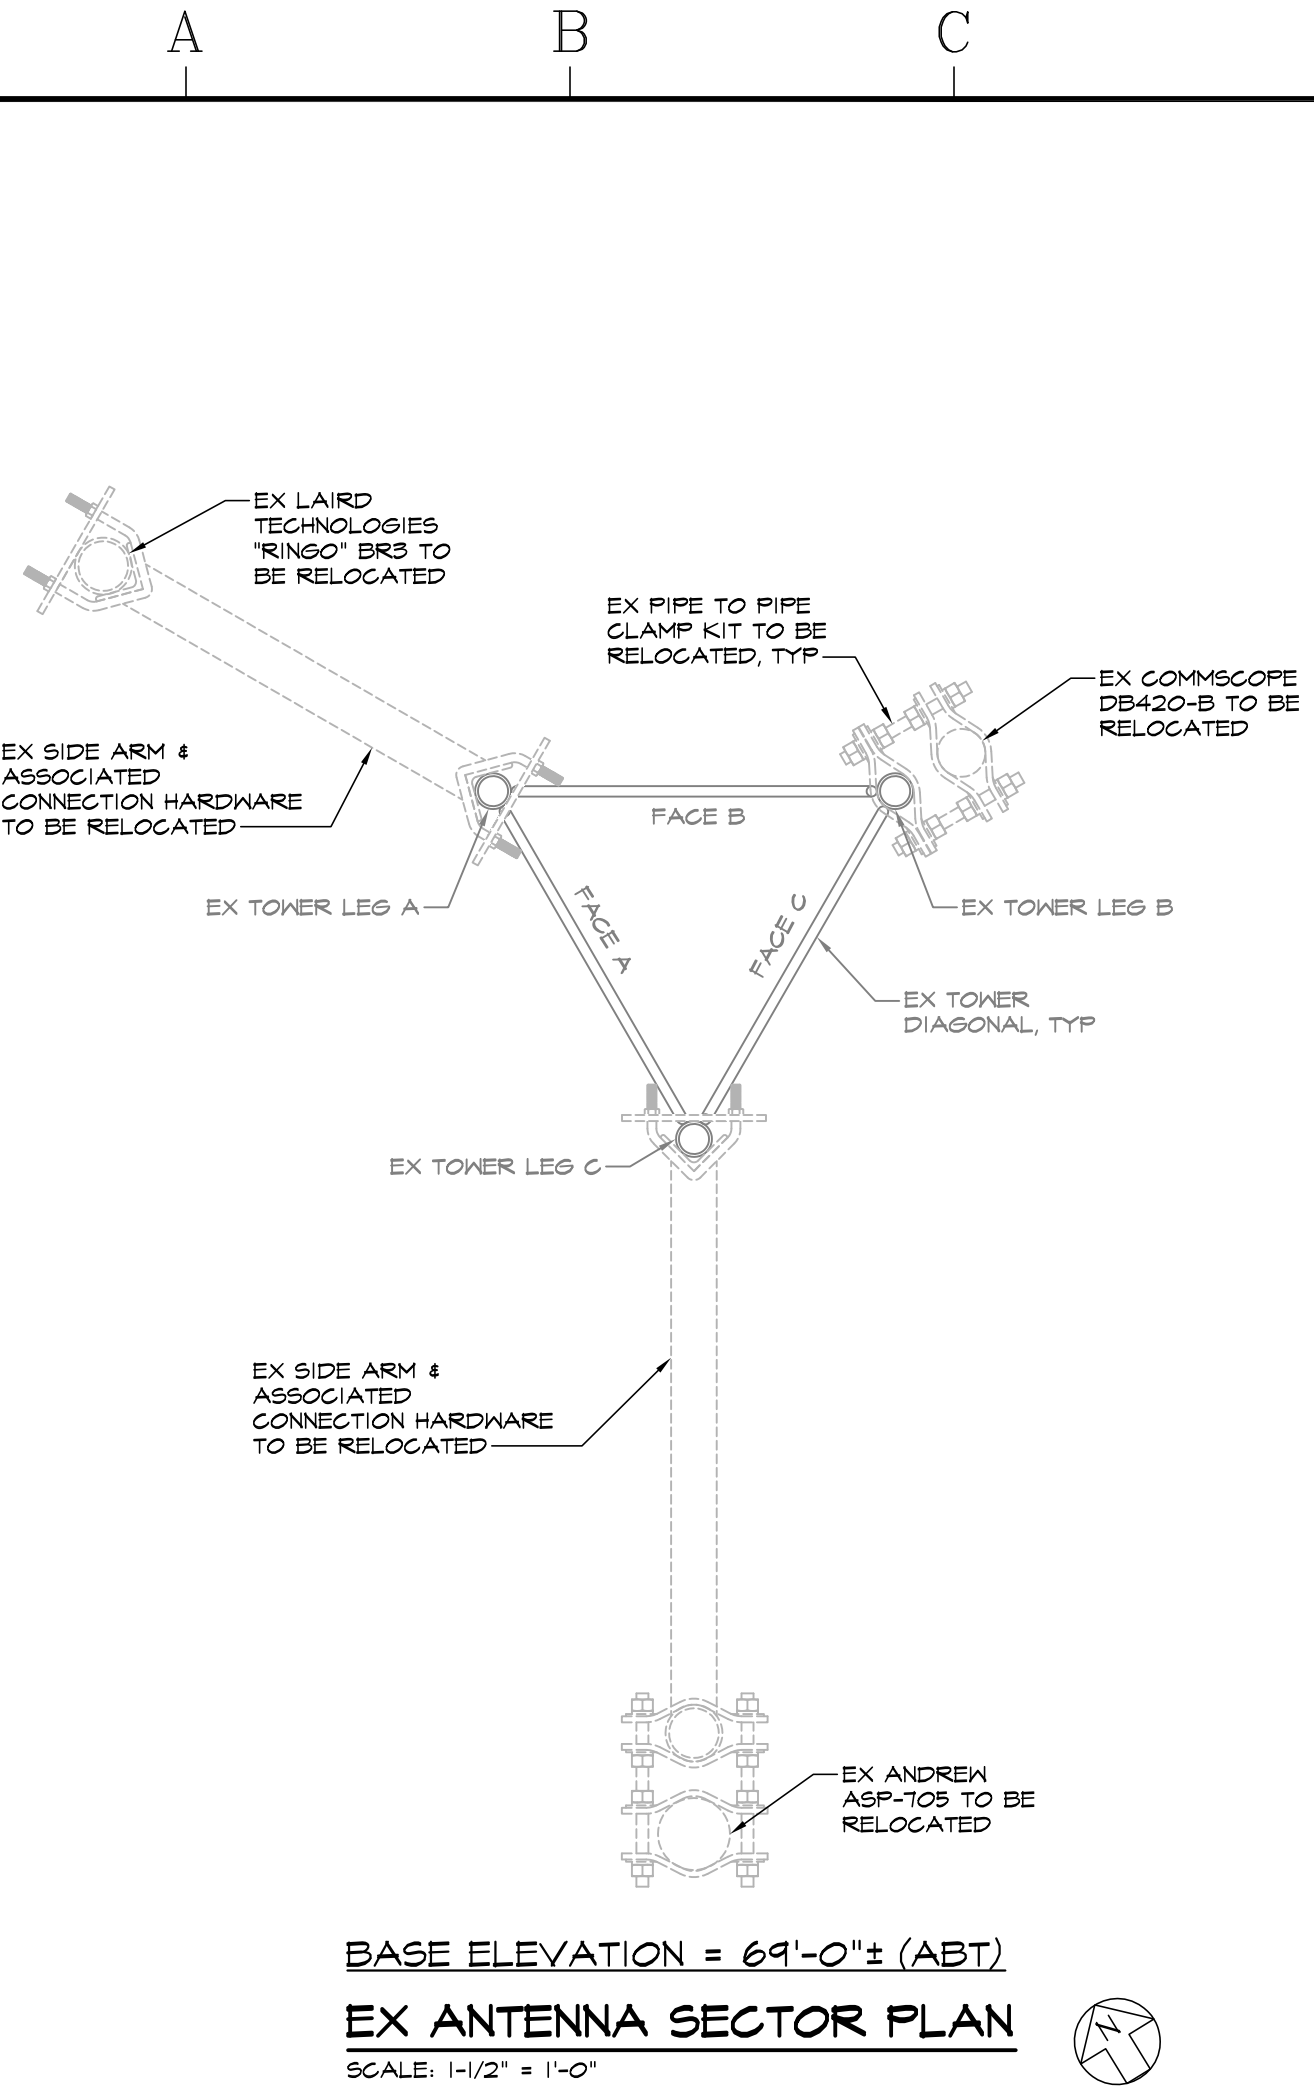 A
B
C
EX LAIRD
TECHNOLOGIES
"RINGO" BR3 TO
BE RELOCATED
EX PIPE TO PIPE
CLAMP KIT TO BE
RELOCATED, TYP
EX COMMSCOPE
DB420-B TO BE
RELOCATED
EX SIDE ARM &
ASSOCIATED
CONNECTION HARDWARE
TO BE RELOCATED
FACE B
EX TOWER LEG A
FACE A
FACE C
EX TOWER LEG B
EX TOWER
DIAGONAL, TYP
EX TOWER LEG C
EX SIDE ARM &
ASSOCIATED
CONNECTION HARDWARE
TO BE RELOCATED
EX ANDREW
ASP-705 TO BE
RELOCATED
BASE ELEVATION = 69'-0"± (ABT)
EX ANTENNA SECTOR PLAN
SCALE: 1-1/2" = 1'-0"
N